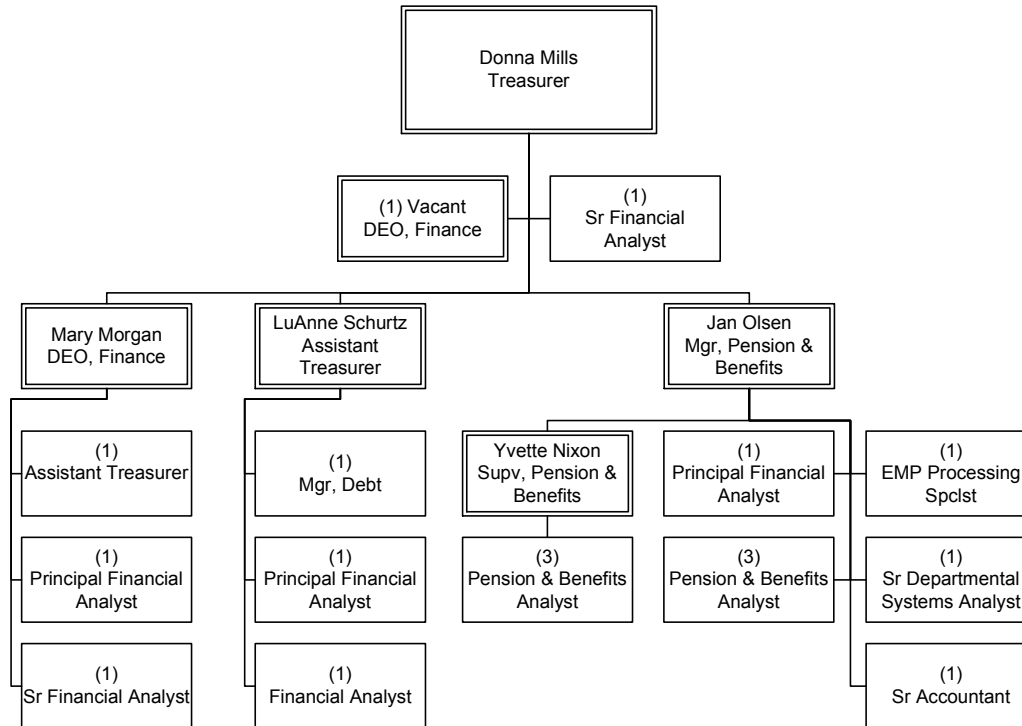 Donna Mills
Treasurer
(1) Vacant
DEO, Finance
(1)
Sr Financial
Analyst
Mary Morgan
DEO, Finance
LuAnne Schurtz
Assistant
Treasurer
Jan Olsen
Mgr, Pension &
Benefits
(1)
Assistant Treasurer
(1)
Mgr, Debt
Yvette Nixon
Supv, Pension &
Benefits
(1)
Principal Financial
Analyst
(1)
EMP Processing
Spclst
(1)
Principal Financial
Analyst
(1)
Principal Financial
Analyst
(3)
Pension & Benefits
Analyst
(3)
Pension & Benefits
Analyst
(1)
Sr Departmental
Systems Analyst
(1)
Sr Financial Analyst
(1)
Financial Analyst
(1)
Sr Accountant